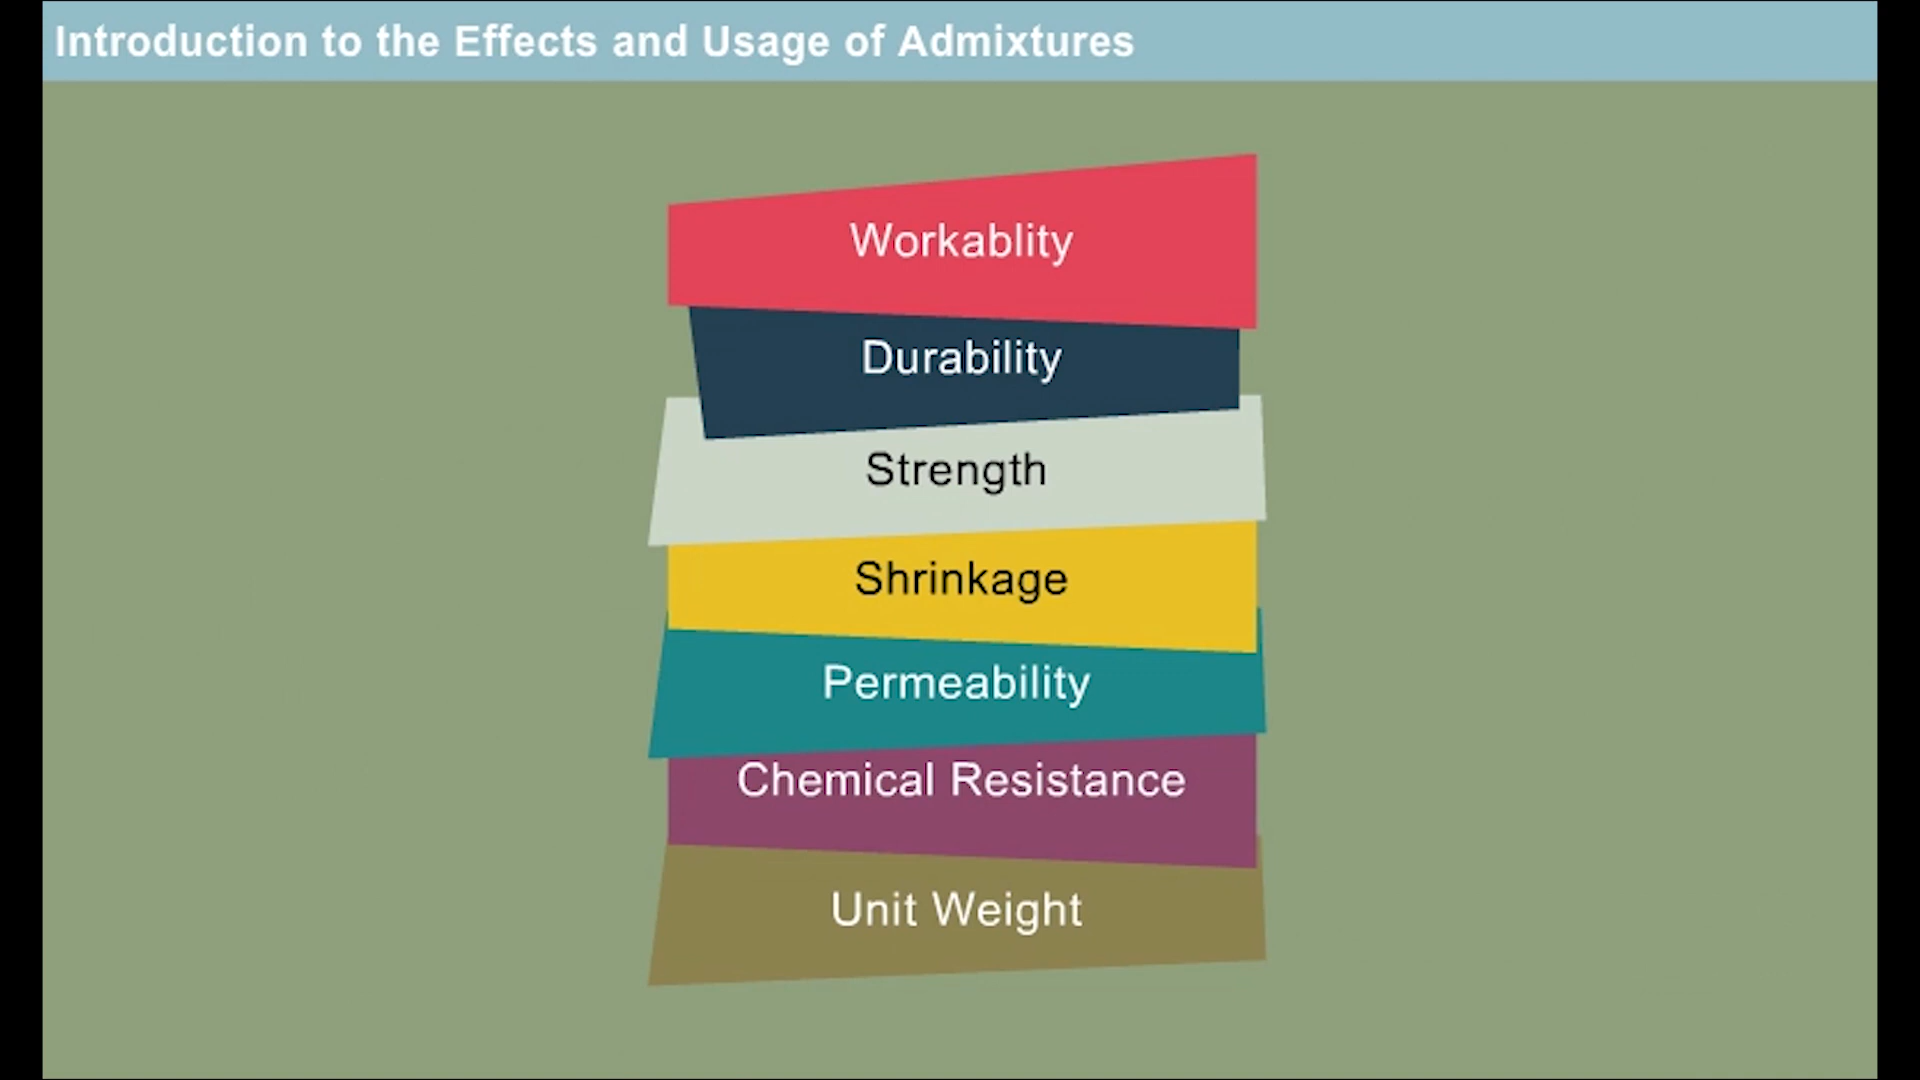 Introduction to the Effects and Usage of Admixtures
Workablity
Durability
Strength
Shrinkage
Permeability
Chemical Resistance
Unit Weight